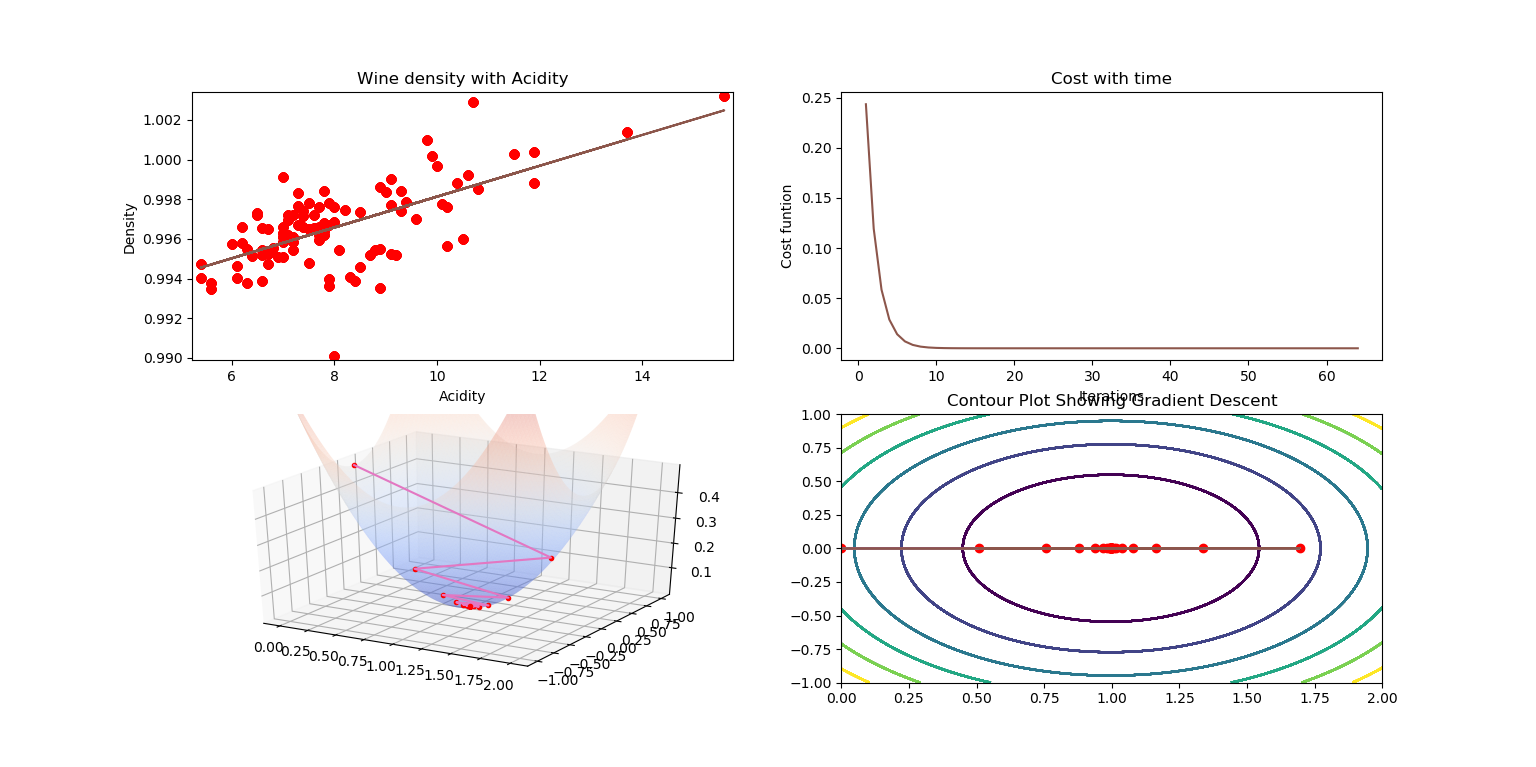 Wine density with Acidity
1.002
1.000
0.998
0.996
0.994
0.992
0.990
Density
6 8 10 12 14
Acidity
Cost with time
0.25
0.20
0.15
0.10
0.05
0.00
Cost funtion
0 10 20 30 40 50 60
Iterations
0.4
0.3
0.2
0.1
0.00 0.25 0.50 0.75 1.00 1.25 1.50 1.75 2.00
−1.00 −0.75 −0.50 −0.25 0.00 0.25 0.50 0.75 1.00
Contour Plot Showing Gradient Descent
1.00
0.75
0.50
0.25
0.00
−0.25
−0.50
−0.75
−1.00
0.00 0.25 0.50 0.75 1.00 1.25 1.50 1.75 2.00